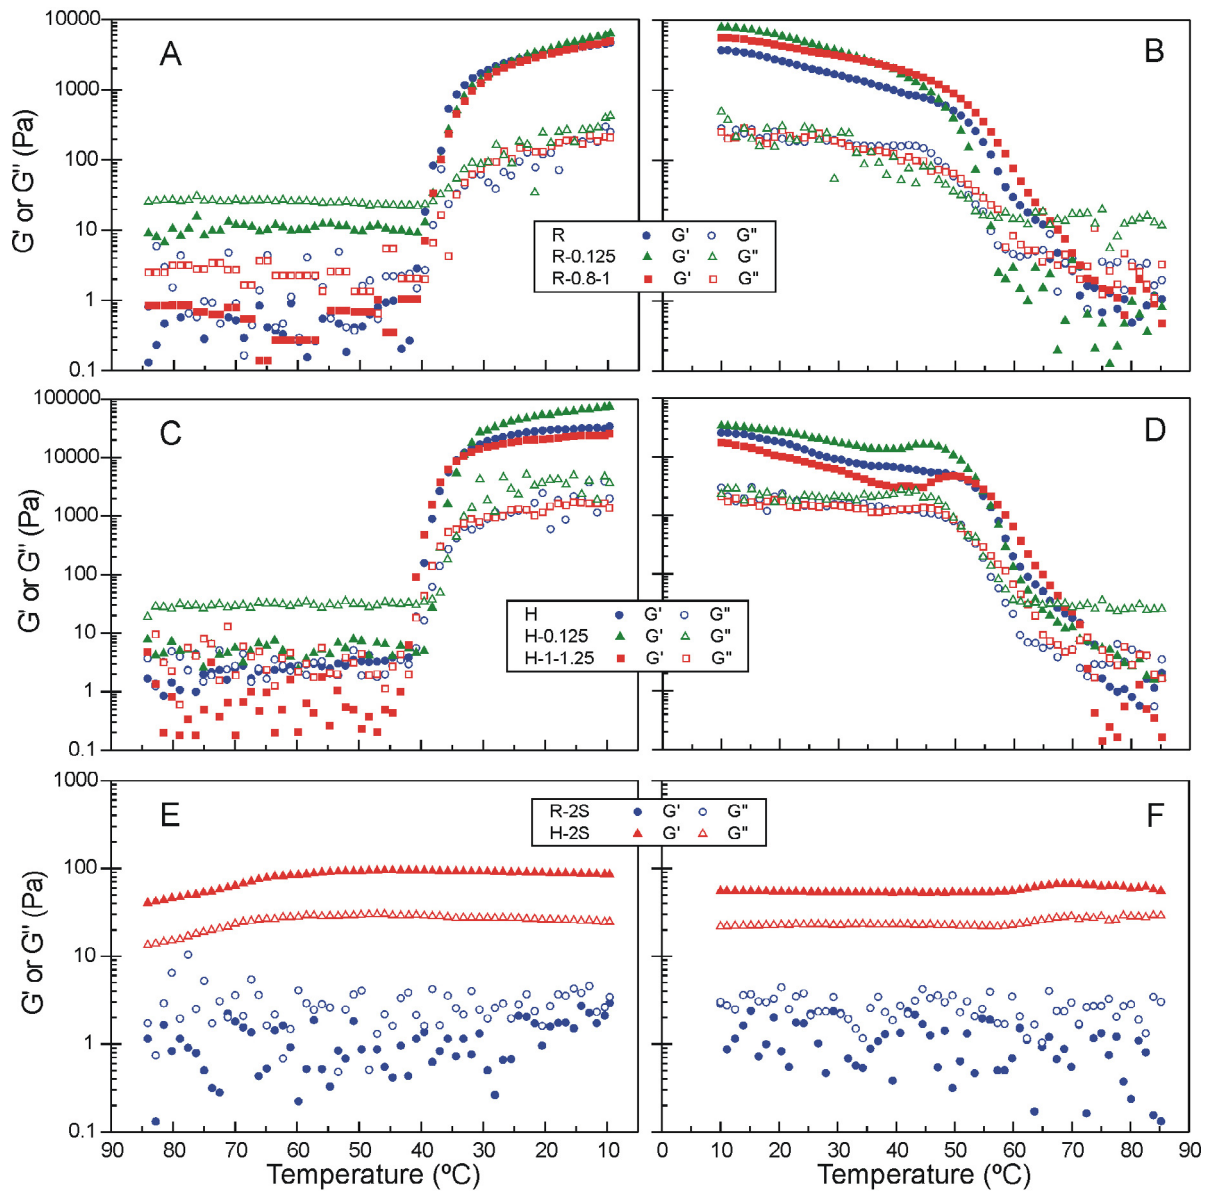 10000
1000
100
10
1
0.1
G' or G'' (Pa)
A
B
R G' G''
R-0.125 G' G''
R-0.8-1 G' G''
100000
10000
1000
100
10
1
0.1
G' or G'' (Pa)
C
D
H G' G''
H-0.125 G' G''
H-1-1.25 G' G''
1000
100
10
1
0.1
G' or G'' (Pa)
E
F
R-2S G' G''
H-2S G' G''
90 80 70 60 50 40 30 20 10
0 10 20 30 40 50 60 70 80 90
Temperature (ºC)
Temperature (ºC)